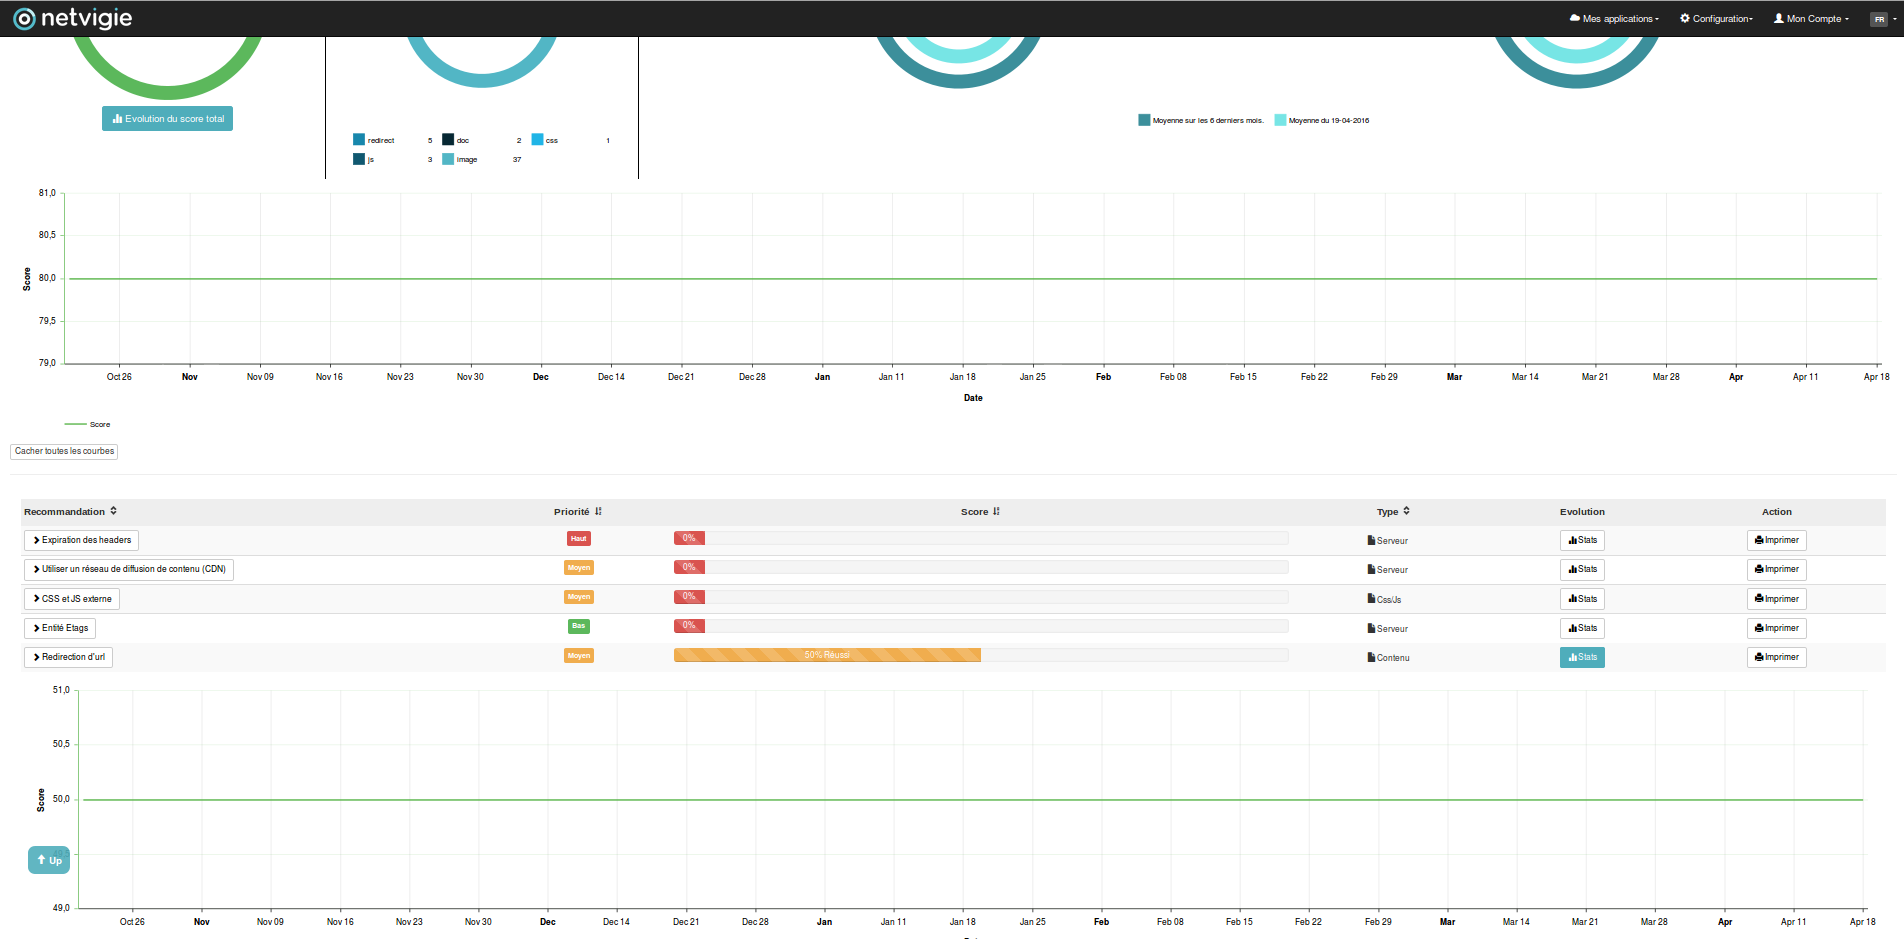 netvigie
Mes applications
Configuration
Mon Compte
FR
Evolution du score total
redirect 5 doc 2 css 1
js 3 image 37
Moyenne sur les 6 derniers mois. Moyenne du 19-04-2016
81,0
80,5
80,0
79,5
79,0
Score
Oct 26 Nov Nov 09 Nov 16 Nov 23 Nov 30 Dec Dec 14 Dec 21 Dec 28 Jan Jan 11 Jan 18 Jan 25 Feb Feb 08 Feb 15 Feb 22 Feb 29 Mar Mar 14 Mar 21 Mar 28 Apr Apr 11 Apr 18
Date
Score
Cacher toutes les courbes
Recommandation Priorité Score Type Evolution Action
Expiration des headers Haut 0% Serveur Stats Imprimer
Utiliser un réseau de diffusion de contenu (CDN) Moyen 0% Serveur Stats Imprimer
CSS et JS externe Moyen 0% Css/Js Stats Imprimer
Entité Etags Bas 0% Serveur Stats Imprimer
Redirection d'url Moyen 50% Réussi Contenu Stats Imprimer
51,0
50,5
50,0
49,0
Score
Up
Oct 26 Nov Nov 09 Nov 16 Nov 23 Nov 30 Dec Dec 14 Dec 21 Dec 28 Jan Jan 11 Jan 18 Jan 25 Feb Feb 08 Feb 15 Feb 22 Feb 29 Mar Mar 14 Mar 21 Mar 28 Apr Apr 11 Apr 18